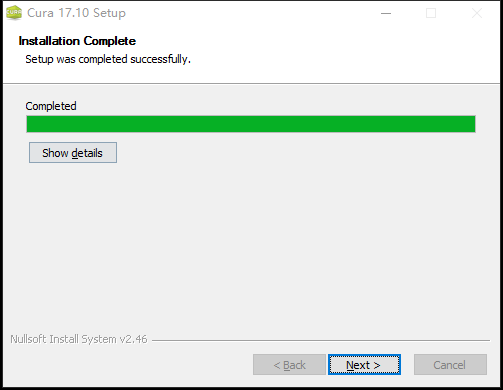 Cura 17.10 Setup
Installation Complete
Setup was completed successfully.
Completed
Show details
Nullsoft Install System v2.46
< Back
Next >
Cancel